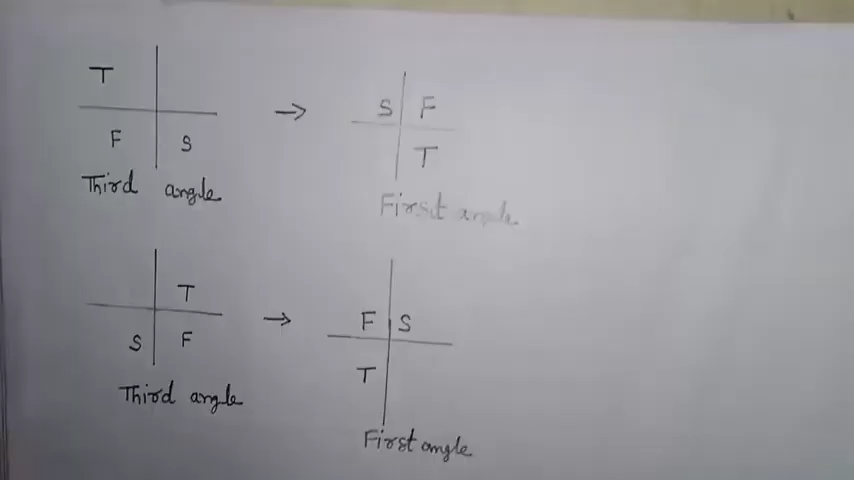 T
F S
Third angle
→
S F
T
First angle
T
S F
Third angle
→
F S
T
First angle